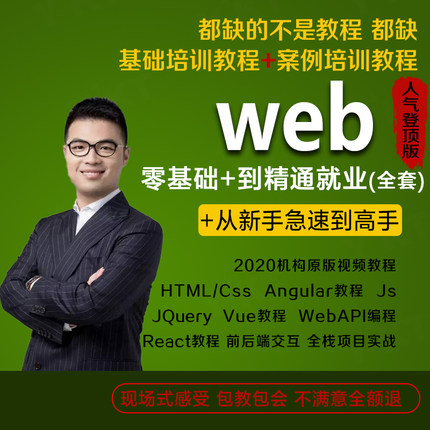 都缺的不是教程 都缺
基础培训教程+案例培训教程
web
人气登顶版
零基础+到精通就业(全套)
+从新手急速到高手
2020机构原版视频教程
HTML/Css Angular教程 Js
JQuery Vue教程 WebAPI编程
React教程 前后端交互 全栈项目实战
现场式感受 包教包会 不满意全额退